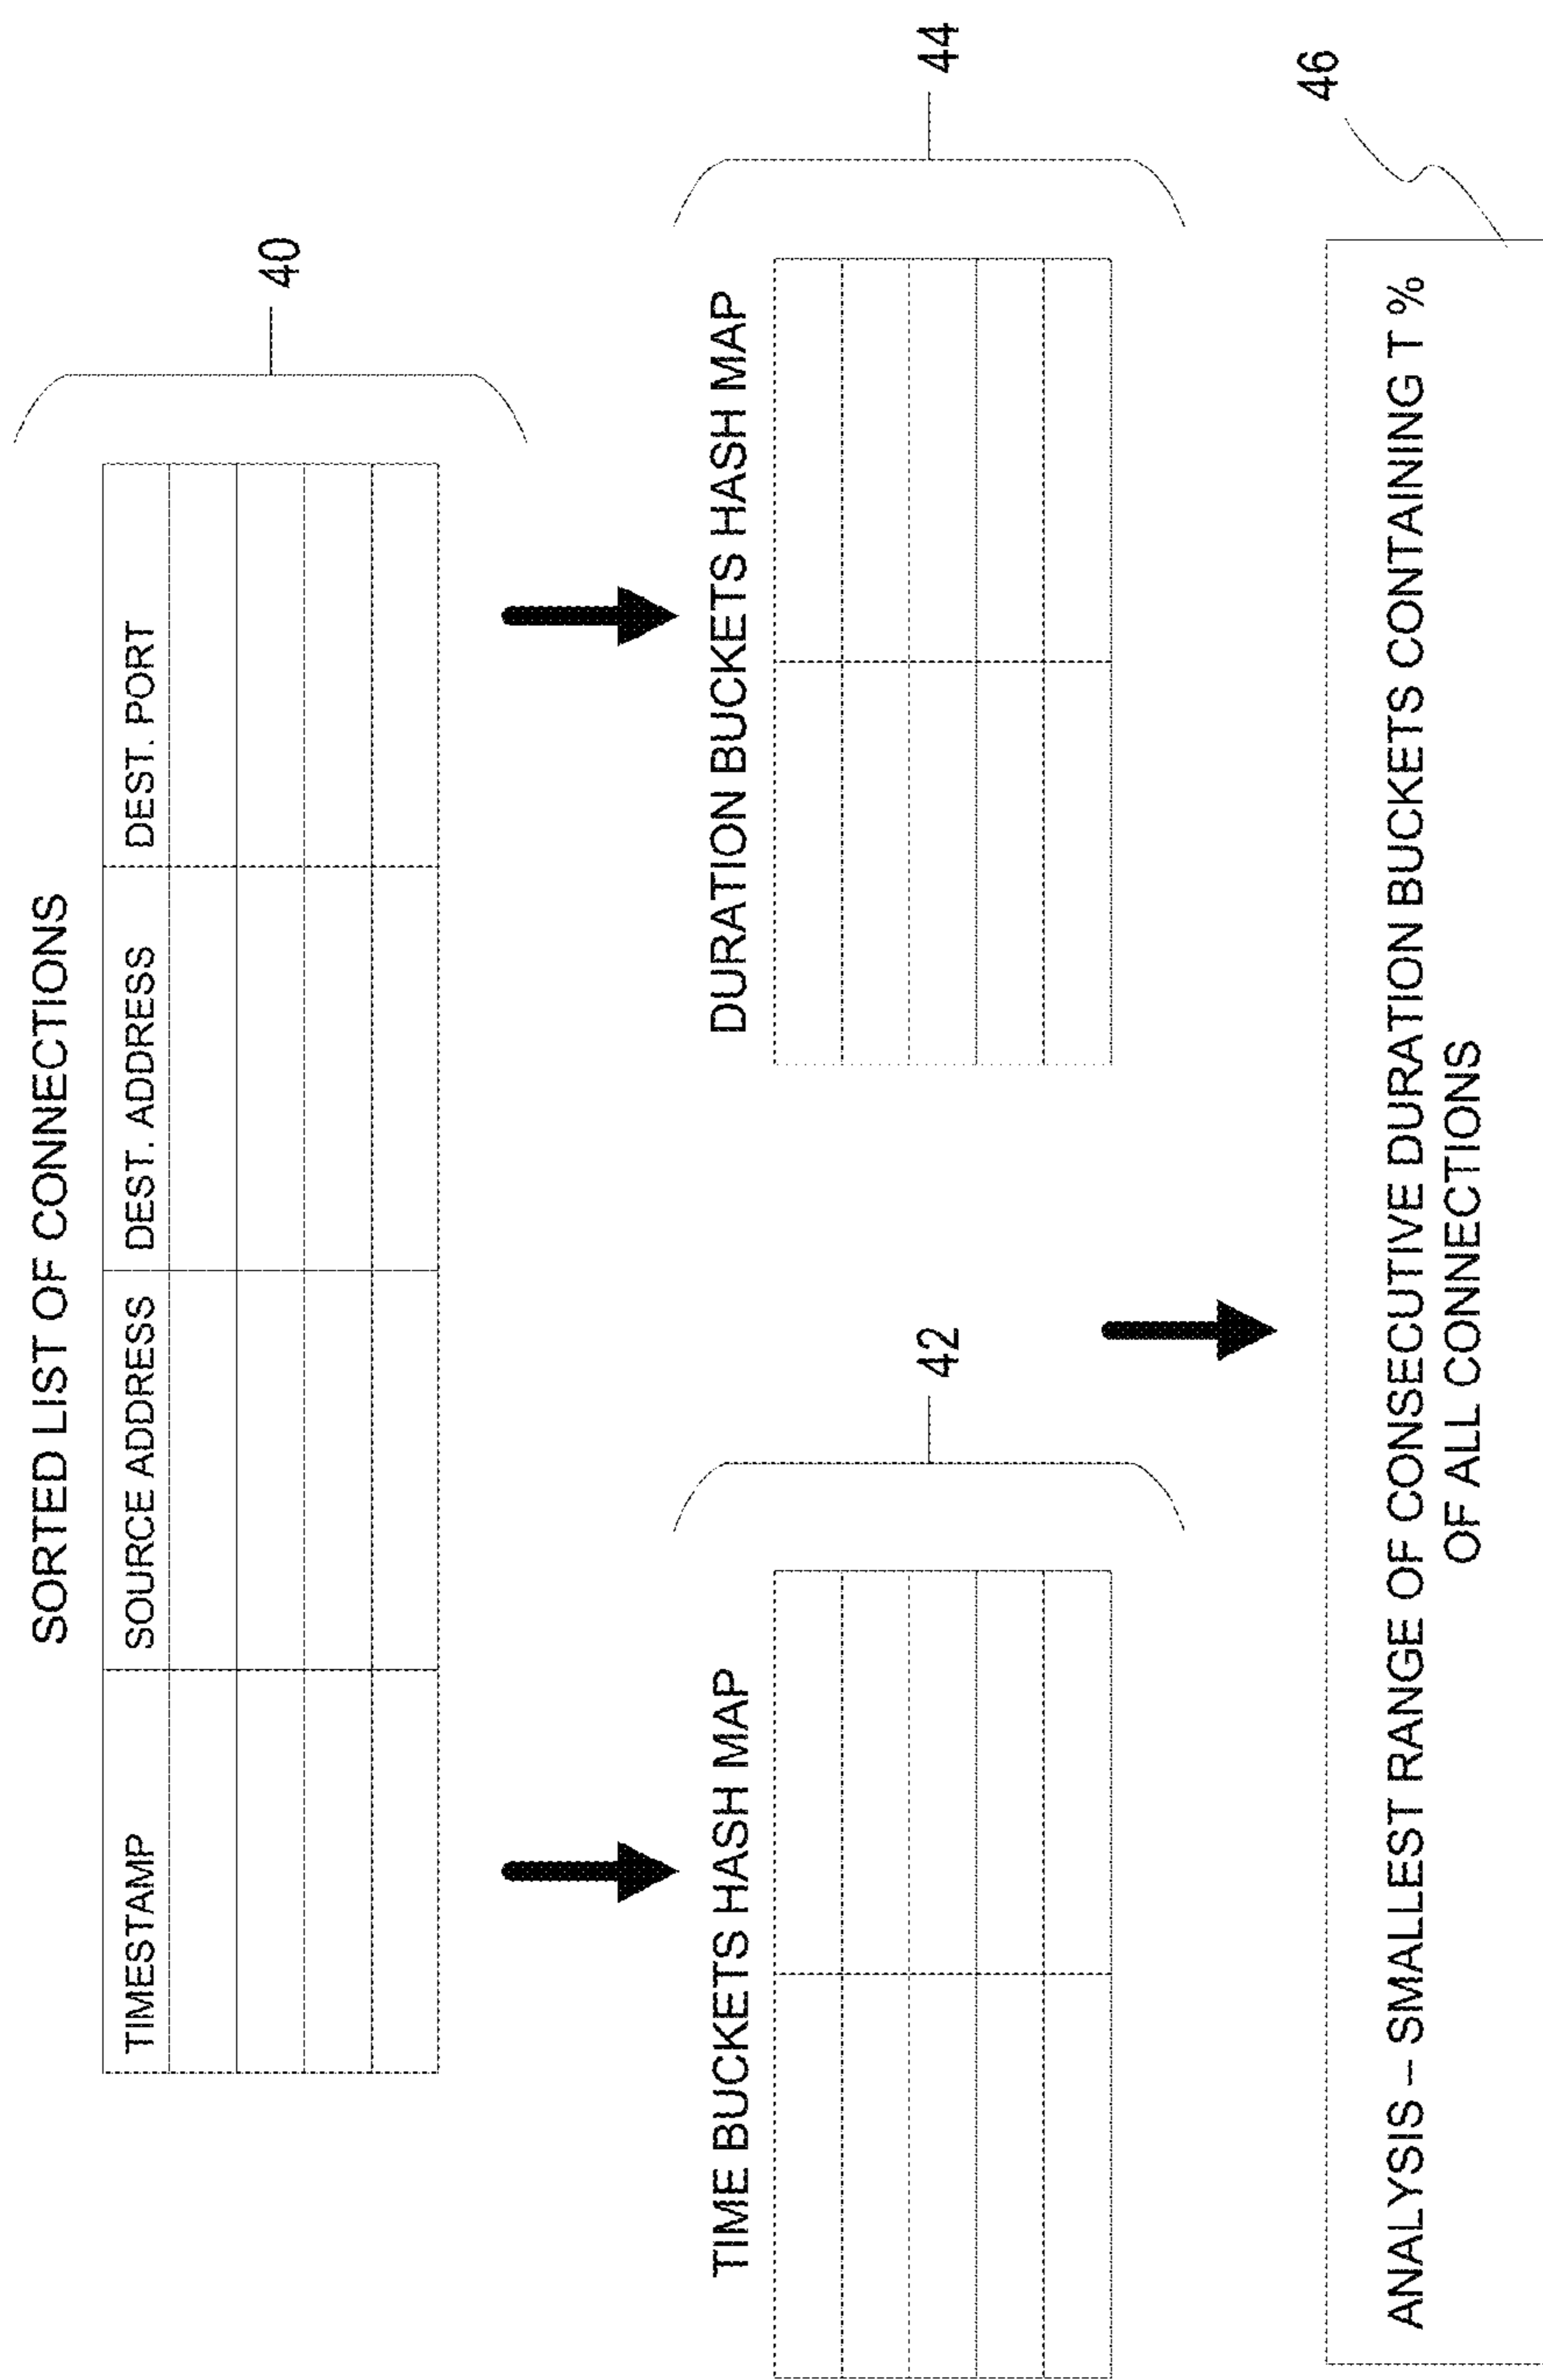 SORTED LIST OF CONNECTIONS
TIMESTAMP
SOURCE ADDRESS
DEST. ADDRESS
DEST. PORT
40
TIME BUCKETS HASH MAP
42
DURATION BUCKETS HASH MAP
44
ANALYSIS – SMALLEST RANGE OF CONSECUTIVE DURATION BUCKETS CONTAINING T %
OF ALL CONNECTIONS
46